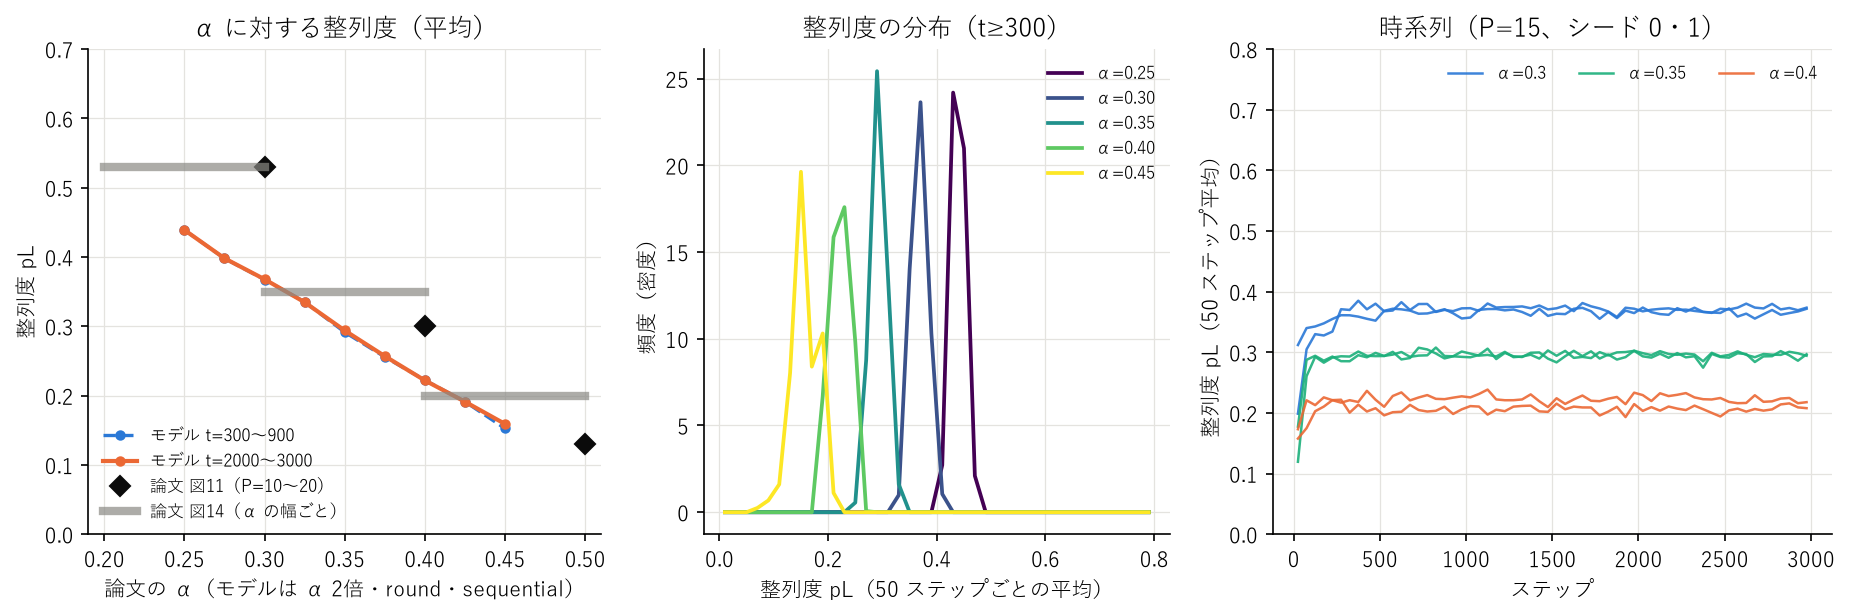 α に対する整列度（平均）
整列度 pL
0.7
0.6
0.5
0.4
0.3
0.2
0.1
0.0
モデル t=300〜900
モデル t=2000〜3000
論文 図11（P=10〜20）
論文 図14（α の幅ごと）
0.20 0.25 0.30 0.35 0.40 0.45 0.50
論文の α（モデルは α 2倍・round・sequential）
整列度の分布（t≥300）
頻度（密度）
25
20
15
10
5
0
α=0.25
α=0.30
α=0.35
α=0.40
α=0.45
0.0 0.2 0.4 0.6 0.8
整列度 pL（50 ステップごとの平均）
時系列（P=15、シード 0・1）
整列度 pL（50 ステップ平均）
0.8
0.7
0.6
0.5
0.4
0.3
0.2
0.1
0.0
α=0.3 α=0.35 α=0.4
0 500 1000 1500 2000 2500 3000
ステップ